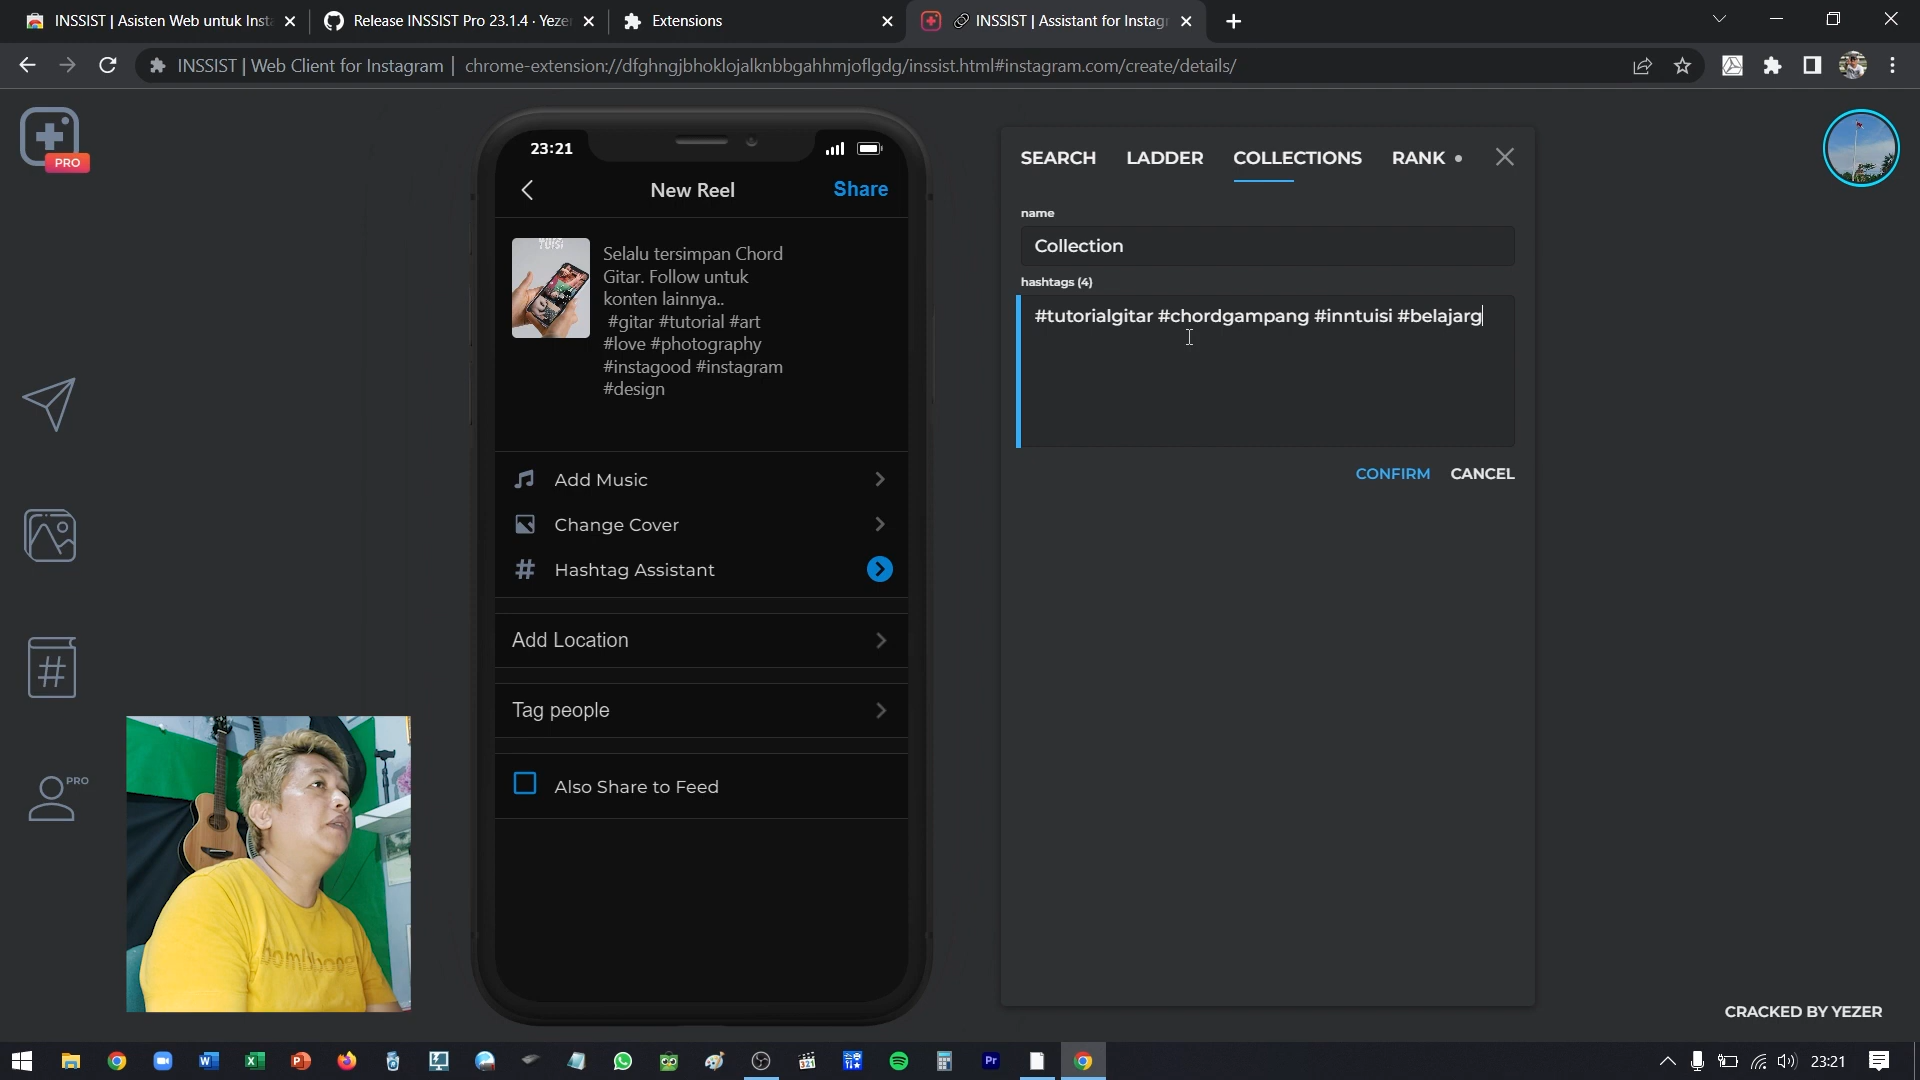 INSSIST | Asisten Web untuk Insta
Release INSSIST Pro 23.1.4 · Yeze
Extensions
INSSIST | Assistant for Instagr
INSSIST | Web Client for Instagram | chrome-extension://dfghngjbhoklojalknbbgahhmjoflgdg/inssist.html#instagram.com/create/details/
PRO
23:21
New Reel
Share
Selalu tersimpan Chord
Gitar. Follow untuk
konten lainnya..
#gitar #tutorial #art
#love #photography
#instagood #instagram
#design
Add Music
Change Cover
# Hashtag Assistant
Add Location
Tag people
Also Share to Feed
SEARCH LADDER COLLECTIONS RANK
name
Collection
hashtags (4)
#tutorialgitar #chordgampang #inntuisi #belajarg
CONFIRM CANCEL
#
PRO
CRACKED BY YEZER
23:21